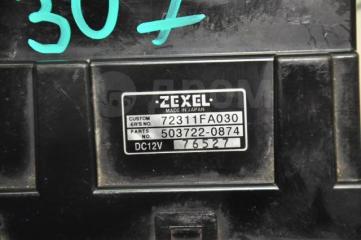 307
·ZEXEL·
MADE IN JAPAN
CUSTOM ER'S NO. 72311FA030
PARTS NO. 503722-0874
DC12V 76527